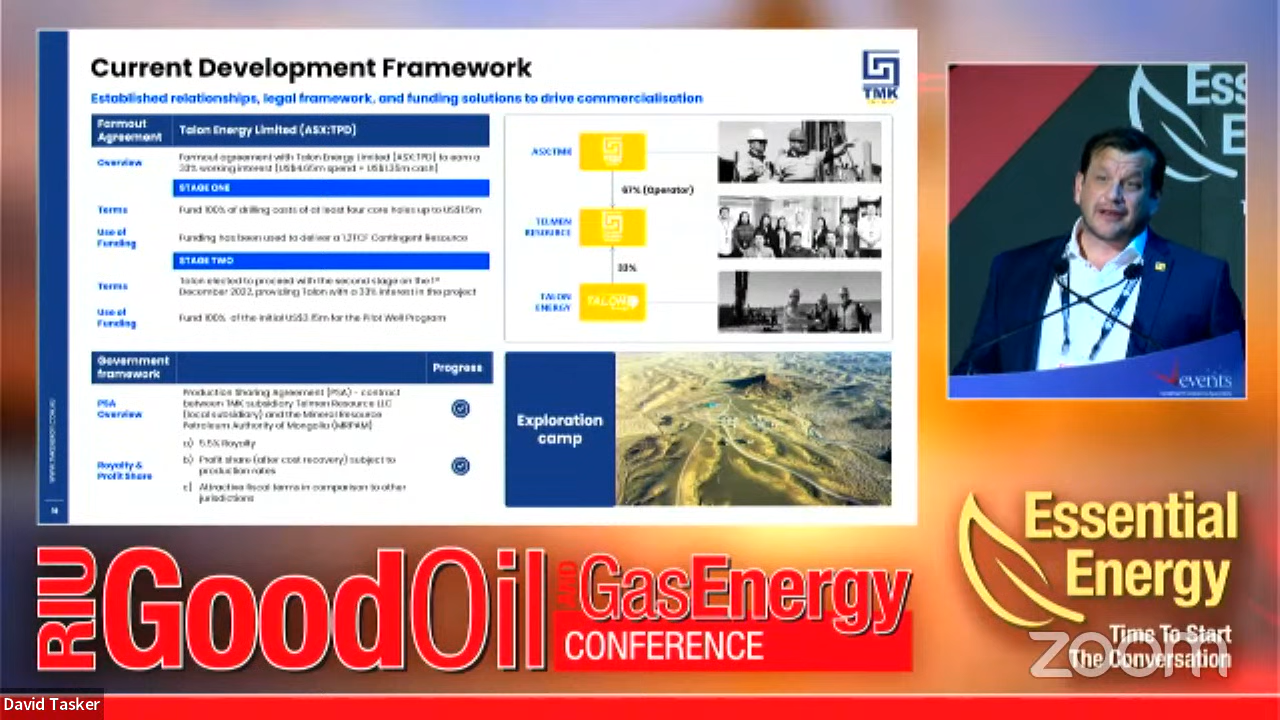 Current Development Framework
Established relationships, legal framework, and funding solutions to drive commercialisation
TMK
Farmout Agreement
Talon Energy Limited (ASX:TPD)
Overview
Farmout agreement with Talon Energy Limited (ASX:TPD) to earn a
33% working interest
STAGE ONE
Terms
Fund 100% of drilling costs of at least four core holes up to US$1.5m
Use of Funding
Funding has been used to deliver a 1.2TCF Contingent Resource
STAGE TWO
Terms
Talon elected to proceed with the second stage on the 1st
December 2022, providing Talon with a 33% interest in the project
Use of Funding
Fund 100% of the initial US$3.15m for the Pilot Well Program
ASX:TMK
67% (Operator)
TELMEN
RESOURCE
33%
TALON
ENERGY
TALON
Government framework
Progress
PSA Overview
Production Sharing Agreement (PSA) - contract
between TMK subsidiary Telmen Resource LLC
(local subsidiary) and the Mineral Resource
Petroleum Authority of Mongolia (MRPAM)
Royalty & Profit Share
a) 5.5% Royalty
b) Profit share (after cost recovery) subject to
production rates
c) Attractive fiscal terms in comparison to other
jurisdictions
Exploration
camp
Ess
E
events
RIU GoodOil AND GasEnergy
CONFERENCE
Essential
Energy
Time To Start
The Conversation
zoom
David Tasker